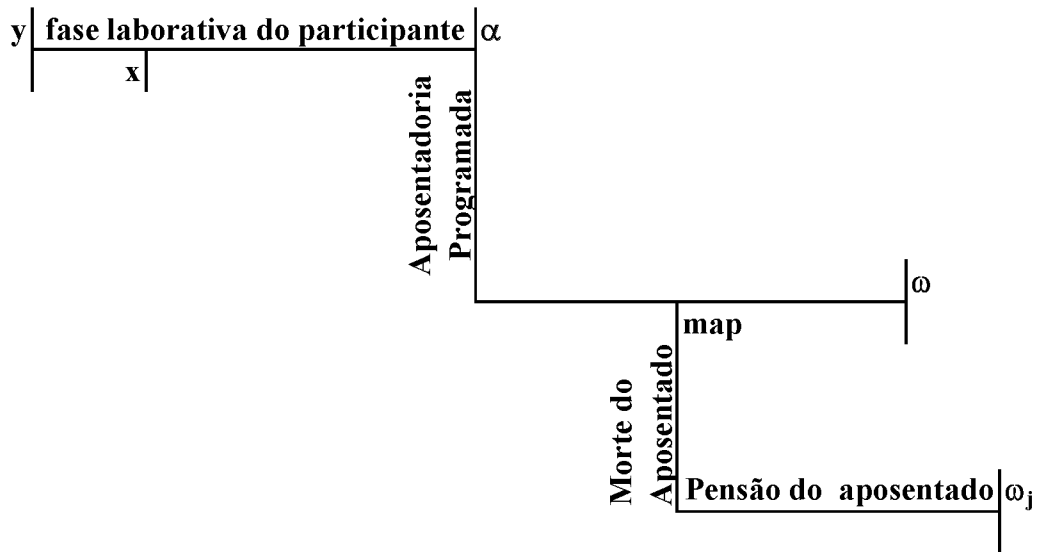 y fase laborativa do participante α
x
Aposentadoria
Programada
ω
map
Morte do
Aposentado
Pensão do aposentado ωj